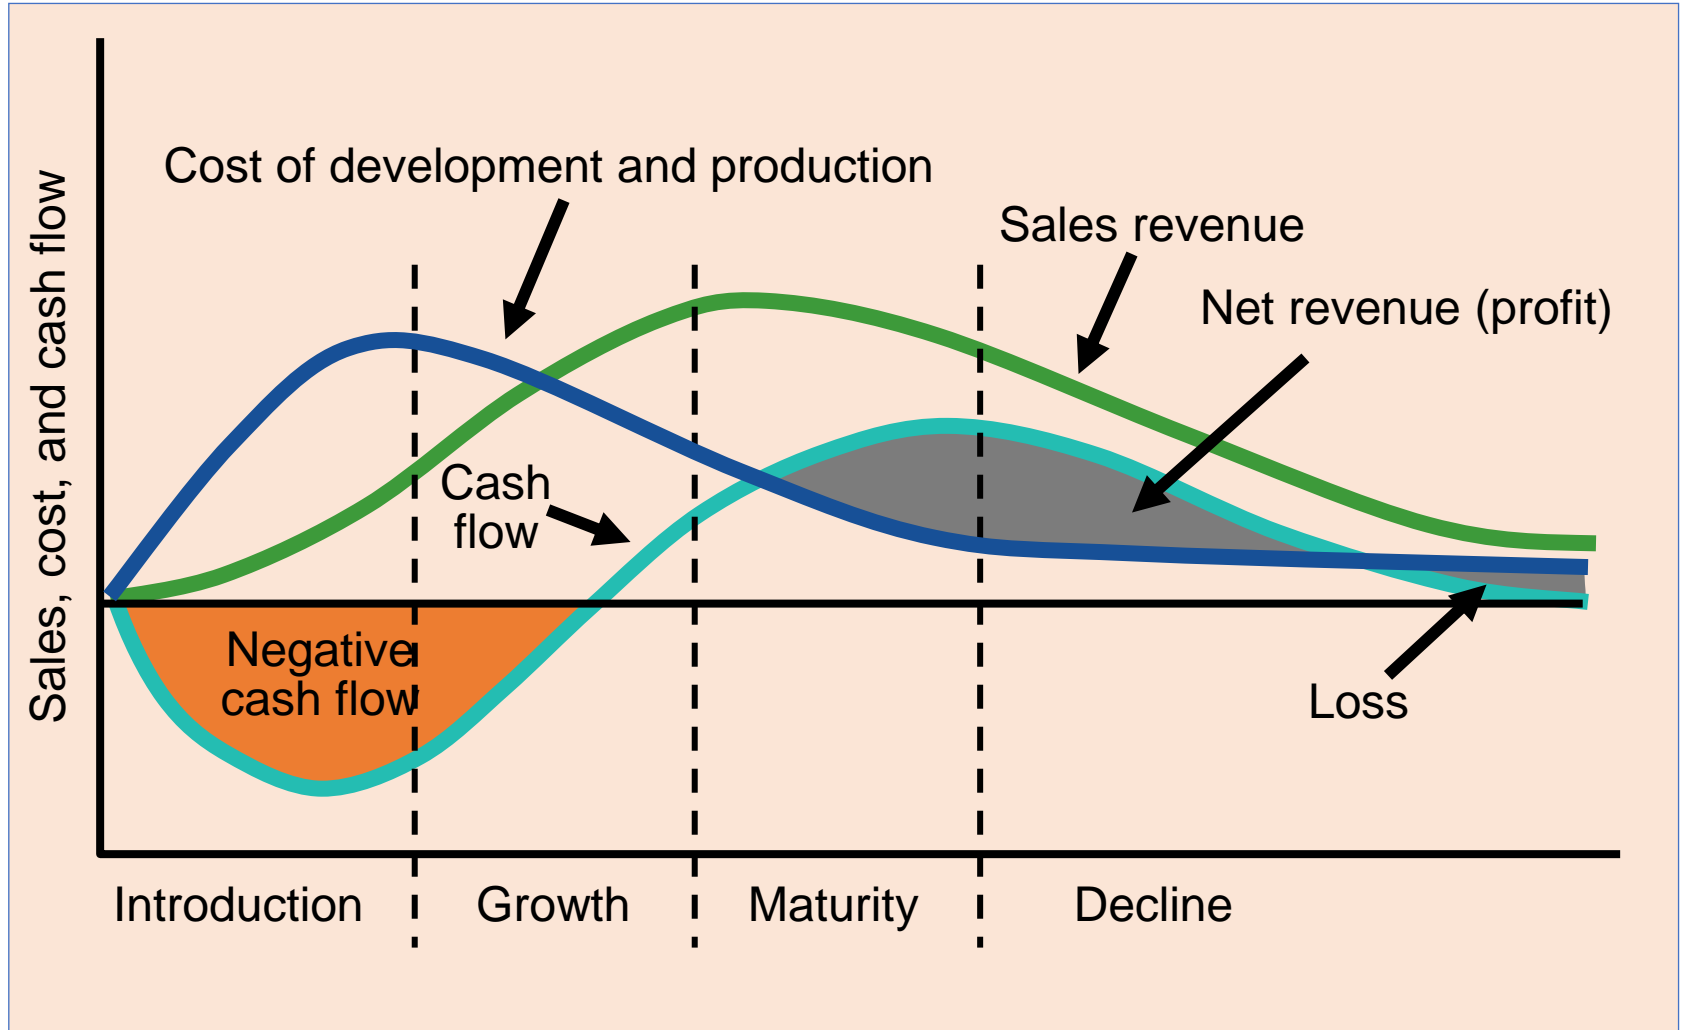 Sales, cost, and cash flow
Cost of development and production
Sales revenue
Net revenue (profit)
Cash
flow
Negative
cash flow
Loss
Introduction
Growth
Maturity
Decline